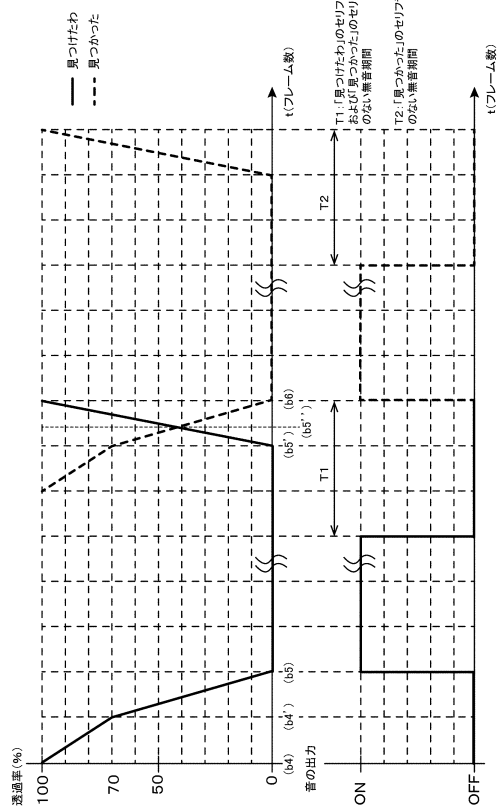 見つけたわ
見つかった
透過率(%)
100
70
50
0
t(フレーム数)
(b4)
(b4')
(b5)
(b5')
(b5'')
(b6)
T1
T2
T1:「見つけたわ」のセリフ
および「見つかった」のセリ
のない無音期間
T2:「見つかった」のセリフ
のない無音期間
音の出力
ON
OFF
t(フレーム数)